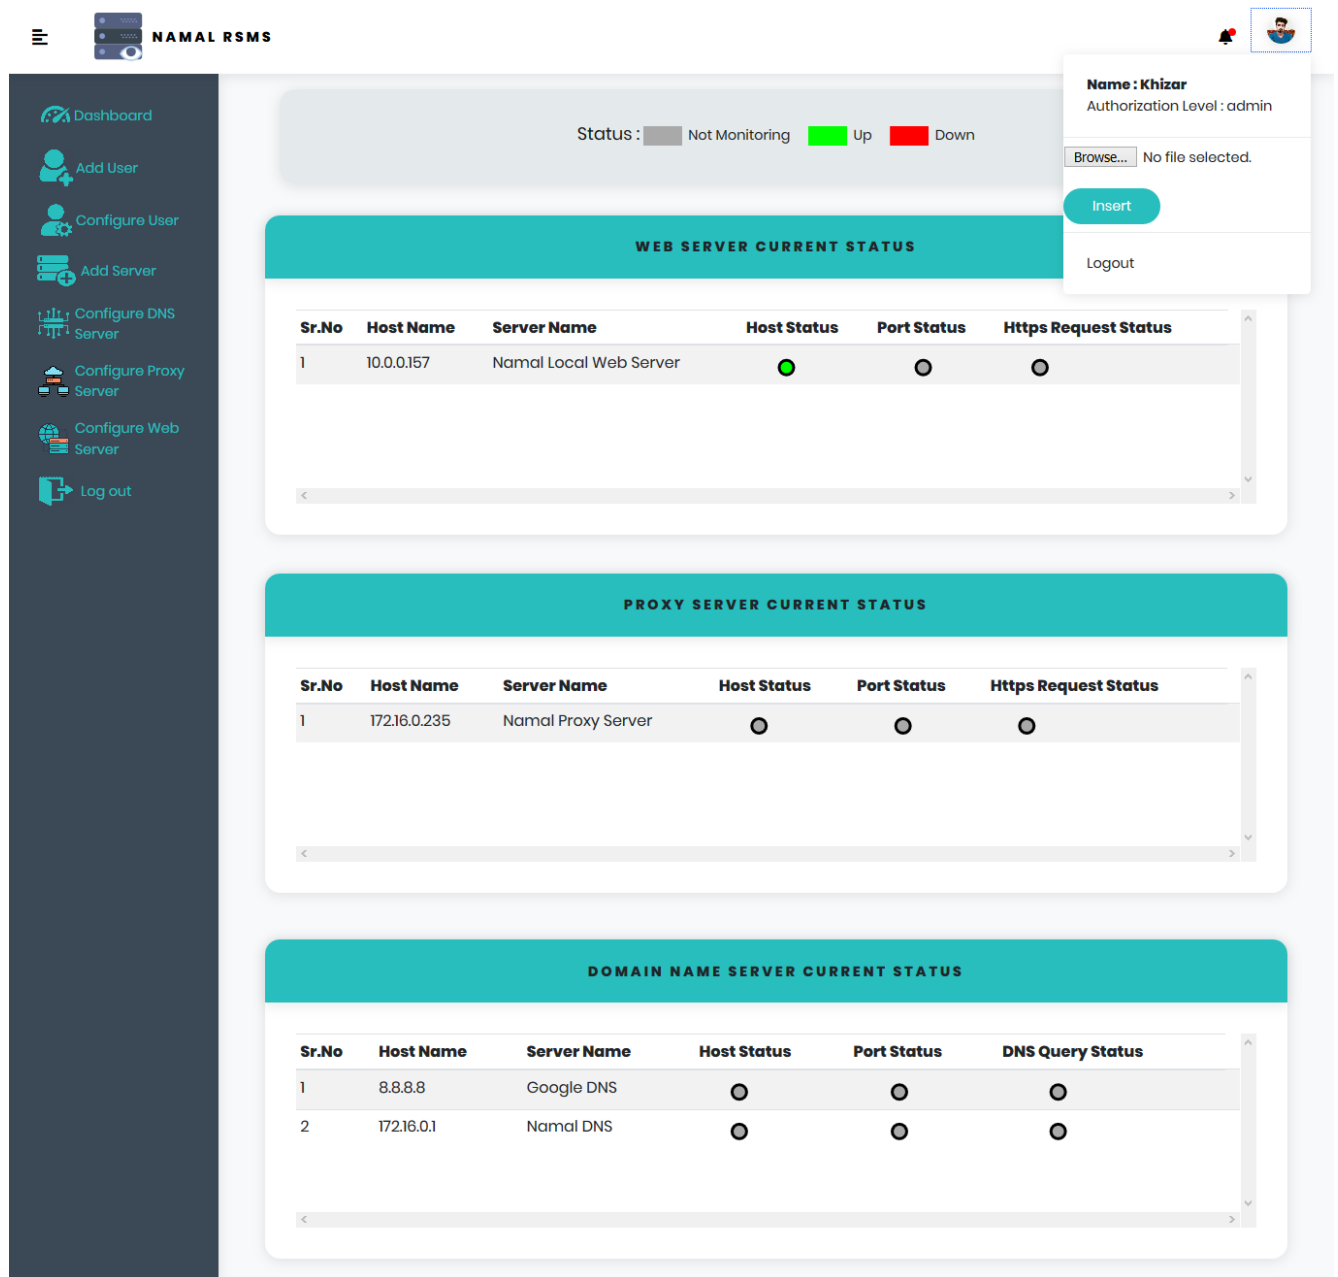 NAMAL RSMS
Name : Khizar
Authorization Level : admin
Browse... No file selected.
Insert
Logout
Dashboard
Add User
Configure User
Add Server
Configure DNS
Server
Configure Proxy
Server
Configure Web
Server
Log out
Status : Not Monitoring Up Down
WEB SERVER CURRENT STATUS
Sr.No Host Name Server Name Host Status Port Status Https Request Status
1 10.0.0.157 Namal Local Web Server
PROXY SERVER CURRENT STATUS
Sr.No Host Name Server Name Host Status Port Status Https Request Status
1 172.16.0.235 Namal Proxy Server
DOMAIN NAME SERVER CURRENT STATUS
Sr.No Host Name Server Name Host Status Port Status DNS Query Status
1 8.8.8.8 Google DNS
2 172.16.0.1 Namal DNS